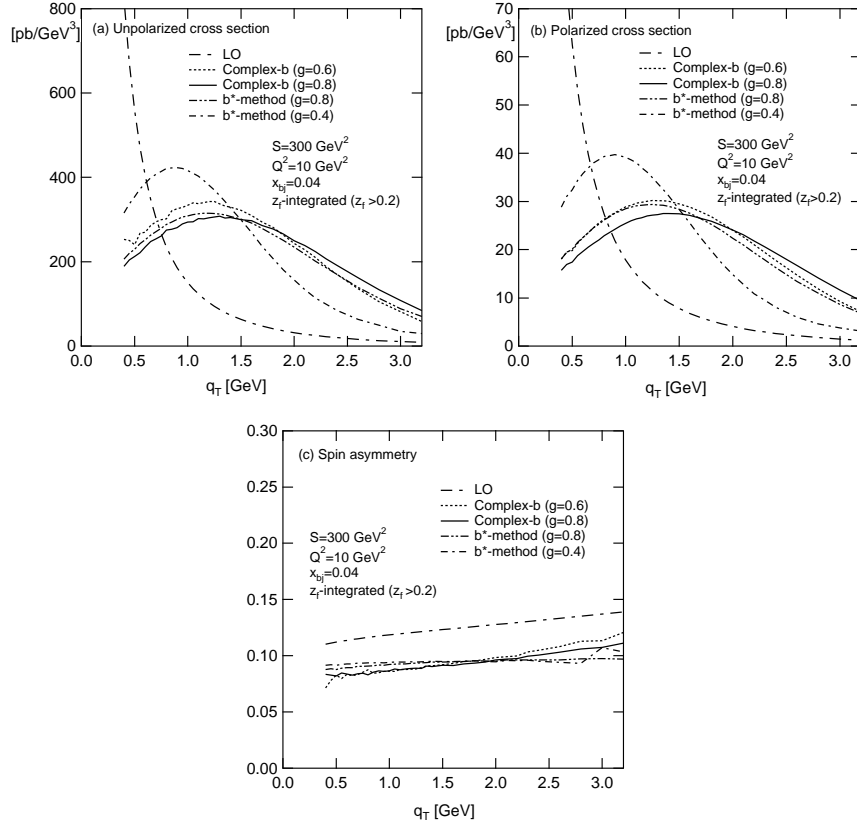 800
[pb/GeV³]
600
400
200
0
(a) Unpolarized cross section
LO
Complex-b (g=0.6)
Complex-b (g=0.8)
b*-method (g=0.8)
b*-method (g=0.4)
S=300 GeV²
Q²=10 GeV²
x_bj=0.04
z_f-integrated (z_f >0.2)
0.0 0.5 1.0 1.5 2.0 2.5 3.0
q_T [GeV]
70
[pb/GeV³]
60
50
40
30
20
10
0
(b) Polarized cross section
LO
Complex-b (g=0.6)
Complex-b (g=0.8)
b*-method (g=0.8)
b*-method (g=0.4)
S=300 GeV²
Q²=10 GeV²
x_bj=0.04
z_f-integrated (z_f >0.2)
0.0 0.5 1.0 1.5 2.0 2.5 3.0
q_T [GeV]
0.30
0.25
0.20
0.15
0.10
0.05
0.00
(c) Spin asymmetry
LO
Complex-b (g=0.6)
Complex-b (g=0.8)
b*-method (g=0.8)
b*-method (g=0.4)
S=300 GeV²
Q²=10 GeV²
x_bj=0.04
z_f-integrated (z_f >0.2)
0.0 0.5 1.0 1.5 2.0 2.5 3.0
q_T [GeV]